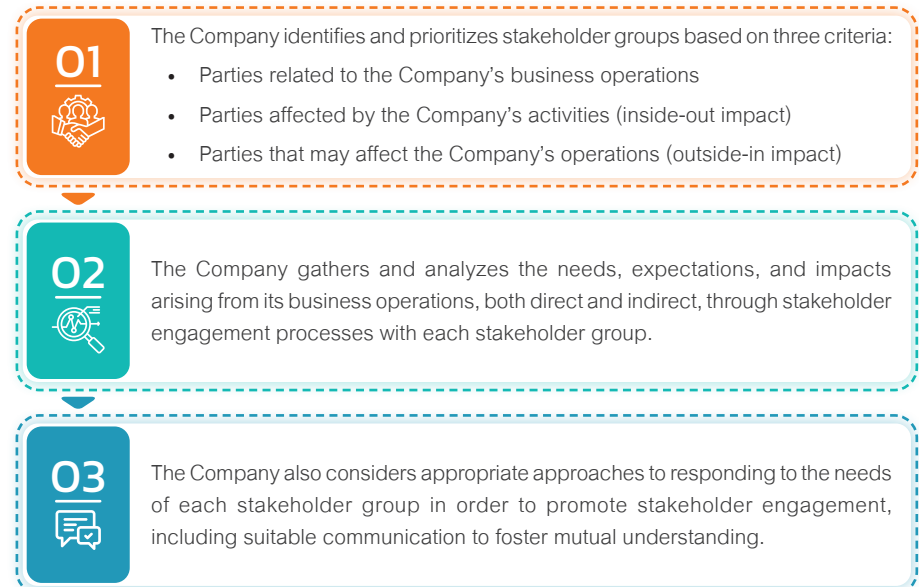 01
The Company identifies and prioritizes stakeholder groups based on three criteria:
• Parties related to the Company's business operations
• Parties affected by the Company's activities (inside-out impact)
• Parties that may affect the Company's operations (outside-in impact)
02
The Company gathers and analyzes the needs, expectations, and impacts
arising from its business operations, both direct and indirect, through stakeholder
engagement processes with each stakeholder group.
03
The Company also considers appropriate approaches to responding to the needs
of each stakeholder group in order to promote stakeholder engagement,
including suitable communication to foster mutual understanding.